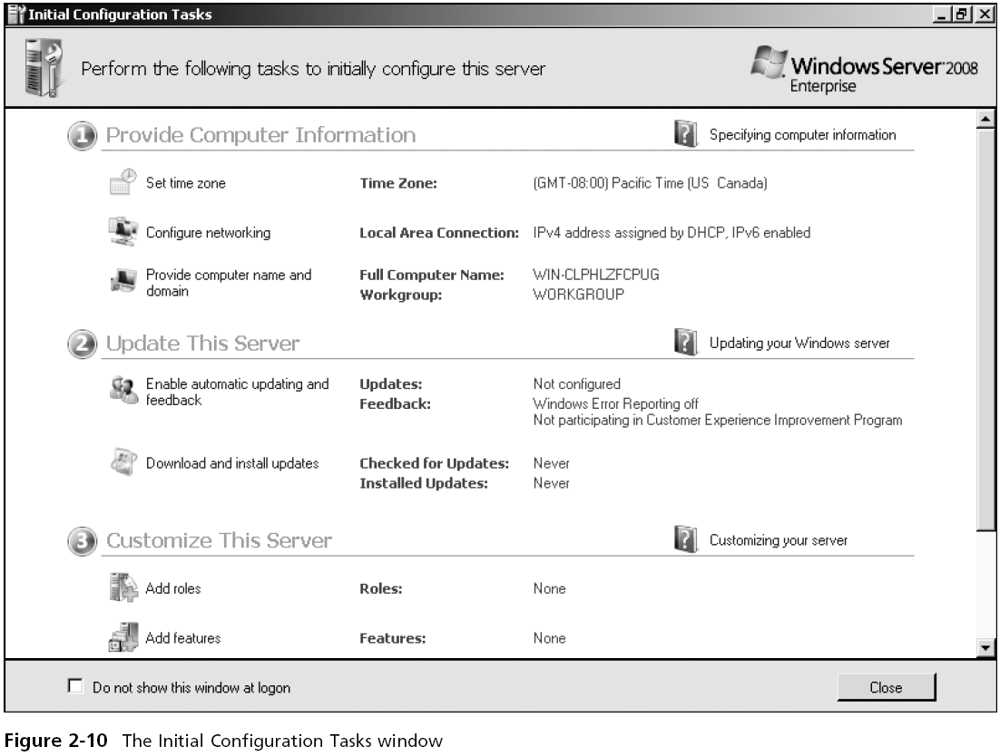 Initial Configuration Tasks
Perform the following tasks to initially configure this server
Windows Server 2008
Enterprise
1 Provide Computer Information
? Specifying computer information
Set time zone Time Zone: (GMT-08:00) Pacific Time (US Canada)
Configure networking Local Area Connection: IPv4 address assigned by DHCP, IPv6 enabled
Provide computer name and domain
Full Computer Name: WIN-CLPHLZFCPUG
Workgroup: WORKGROUP
2 Update This Server
? Updating your Windows server
Enable automatic updating and
feedback
Updates: Not configured
Feedback: Windows Error Reporting off
Not participating in Customer Experience Improvement Program
Download and install updates
Checked for Updates: Never
Installed Updates: Never
3 Customize This Server
? Customizing your server
Add roles Roles: None
Add features Features: None
Do not show this window at logon
Close
Figure 2-10 The Initial Configuration Tasks window